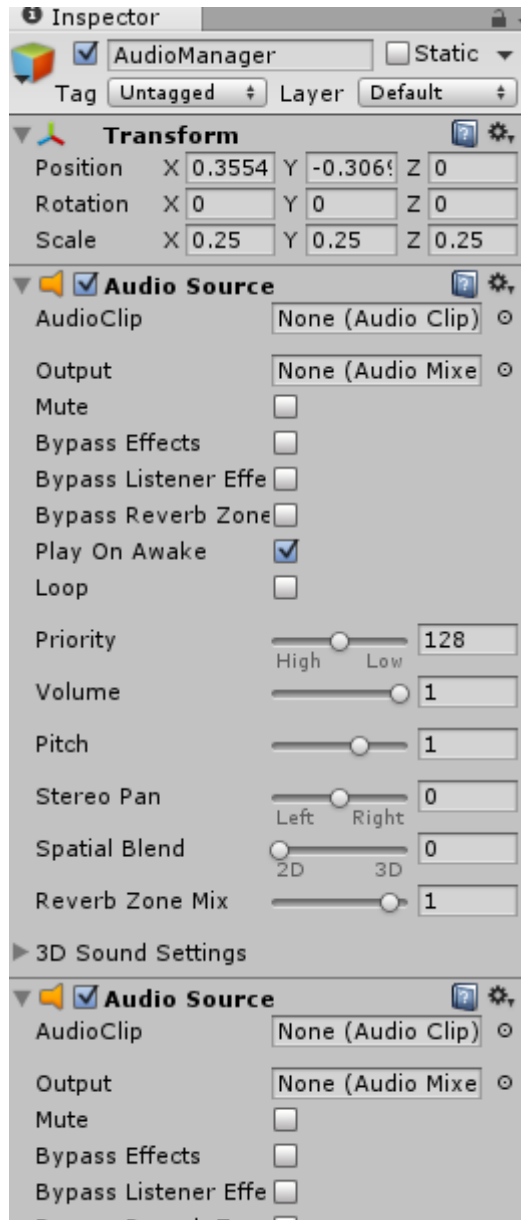 Inspector
AudioManager Static
Tag Untagged Layer Default
Transform
Position X 0.3554 Y -0.306 Z 0
Rotation X 0 Y 0 Z 0
Scale X 0.25 Y 0.25 Z 0.25
Audio Source
AudioClip None (Audio Clip)
Output None (Audio Mixe
Mute
Bypass Effects
Bypass Listener Effe
Bypass Reverb Zone
Play On Awake
Loop
Priority 128
High Low
Volume 1
Pitch 1
Stereo Pan 0
Left Right
Spatial Blend 0
2D 3D
Reverb Zone Mix 1
3D Sound Settings
Audio Source
AudioClip None (Audio Clip)
Output None (Audio Mixe
Mute
Bypass Effects
Bypass Listener Effe